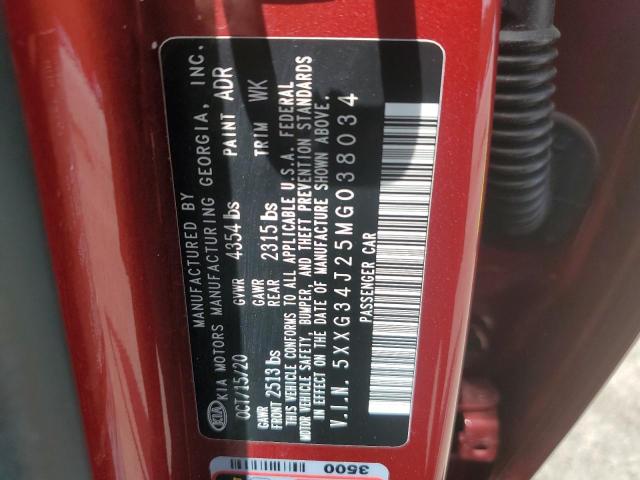 MANUFACTURED BY
KIA KIA MOTORS MANUFACTURING GEORGIA, INC.
OCT/15/20 GVWR 4354 lbs PAINT ADR
GAWR FRONT 2513 lbs GAWR REAR 2315 lbs TRIM WK
THIS VEHICLE CONFORMS TO ALL APPLICABLE U.S.A. FEDERAL
MOTOR VEHICLE SAFETY, BUMPER, AND THEFT PREVENTION STANDARDS
IN EFFECT ON THE DATE OF MANUFACTURE SHOWN ABOVE.
V.I.N. 5XXG34J25MG038034
PASSENGER CAR
3500